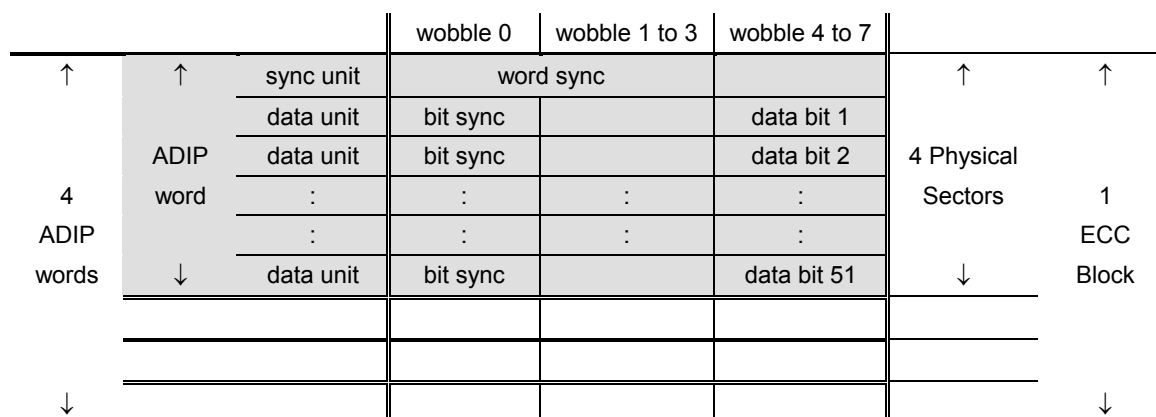 wobble 0 wobble 1 to 3 wobble 4 to 7
↑ ↑ sync unit word sync ↑ ↑
data unit bit sync data bit 1
ADIP data unit bit sync data bit 2 4 Physical
4 word : : : : Sectors 1
ADIP : : : : ECC
words ↓ data unit bit sync data bit 51 ↓ Block
↓ ↓